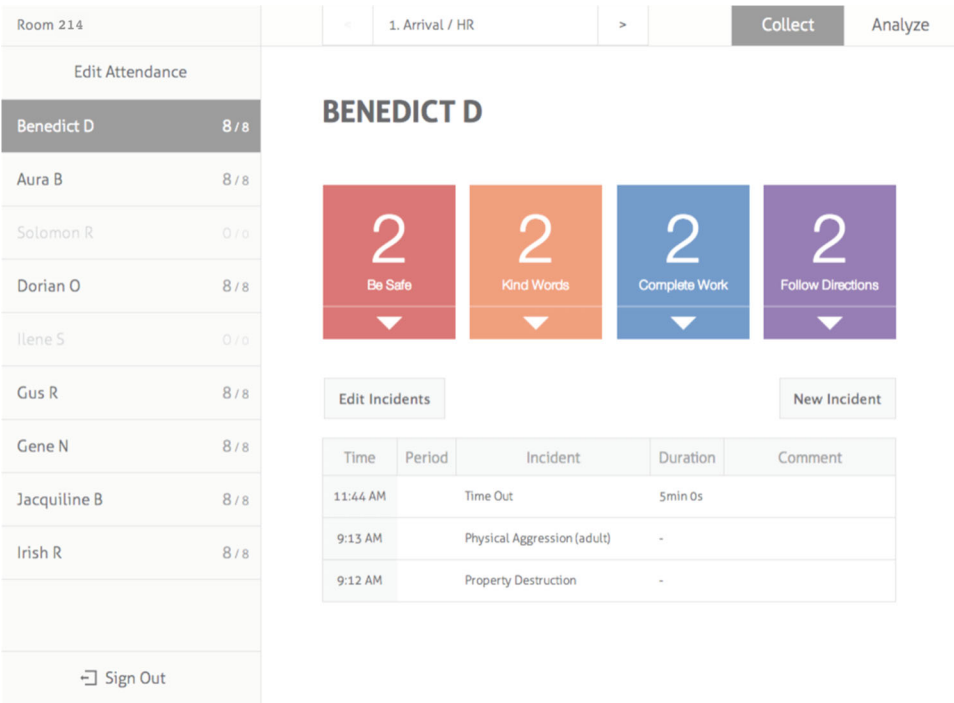 Room 214
< 1. Arrival / HR >
Collect
Analyze
Edit Attendance
Benedict D 8 / 8
Aura B 8 / 8
Solomon R 0 / 0
Dorian O 8 / 8
Ilene S 0 / 0
Gus R 8 / 8
Gene N 8 / 8
Jacquiline B 8 / 8
Irish R 8 / 8
Sign Out
BENEDICT D
2
Be Safe
2
Kind Words
2
Complete Work
2
Follow Directions
Edit Incidents
New Incident
Time Period Incident Duration Comment
11:44 AM Time Out 5min 0s
9:13 AM Physical Aggression (adult) -
9:12 AM Property Destruction -